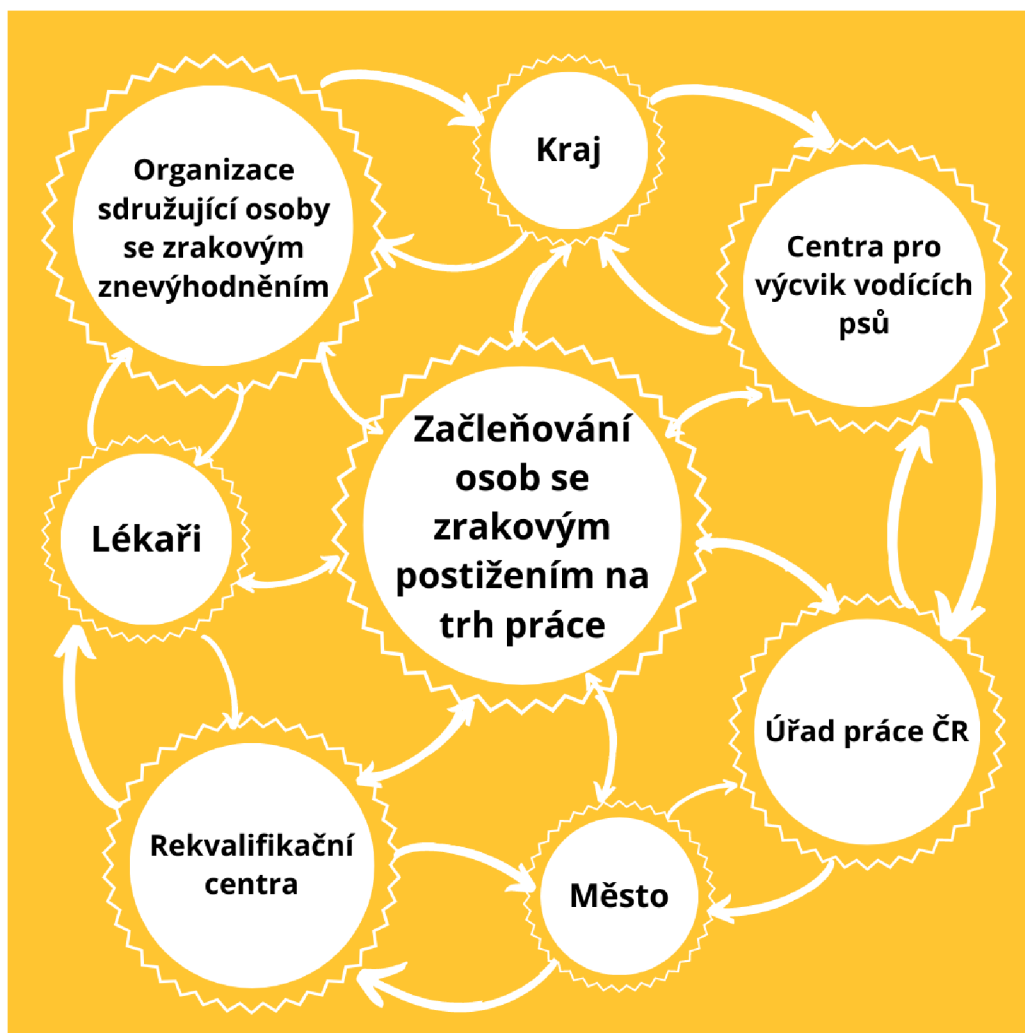 Organizace
sdružující osoby
se zrakovým
znevýhodněním
Kraj
Centra pro
výcvik vodících
psů
Začleňování
osob se
zrakovým
postižením na
trh práce
Lékaři
Úřad práce ČR
Rekvalifikační
centra
Město